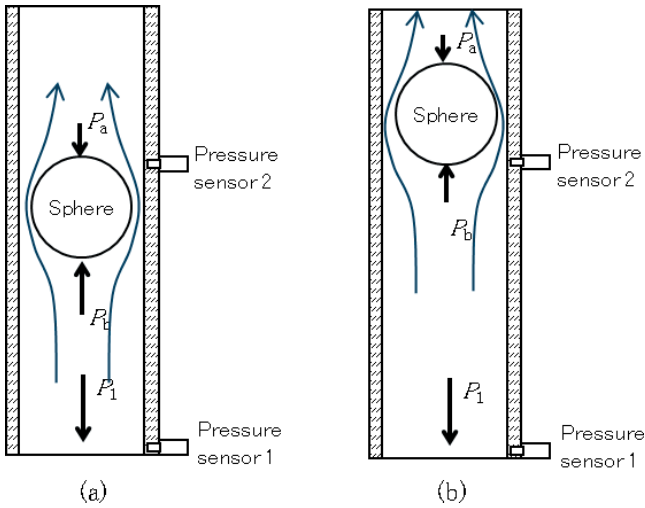 Pa
Sphere
Pb
P1
Pressure
sensor 2
Pressure
sensor 1
(a)
Pa
Sphere
Pb
P1
Pressure
sensor 2
Pressure
sensor 1
(b)